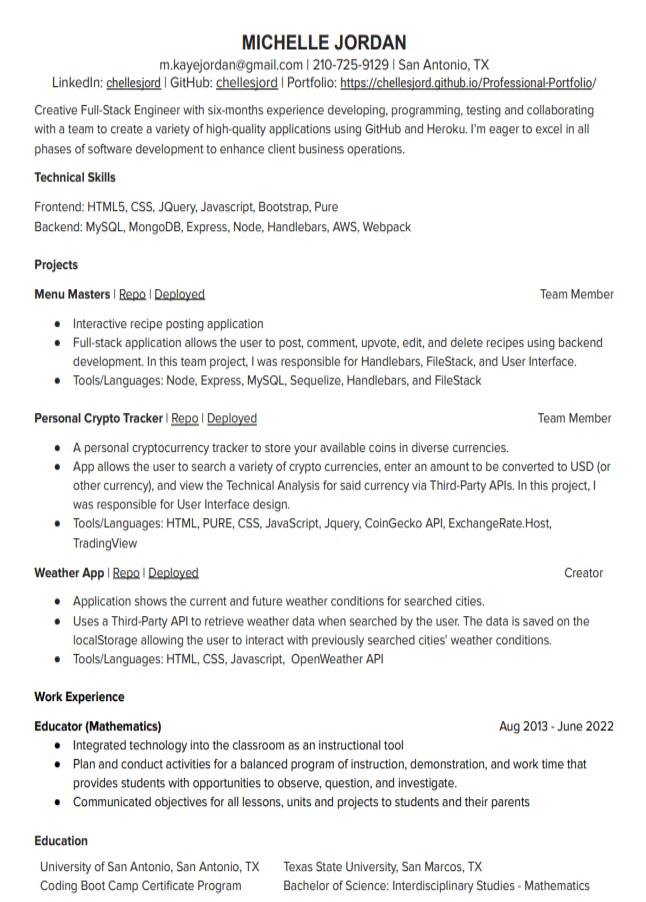 MICHELLE JORDAN
m.kayejordan@gmail.com | 210-725-9129 | San Antonio, TX
LinkedIn: chellesjord | GitHub: chellesjord | Portfolio: https://chellesjord.github.io/Professional-Portfolio/
Creative Full-Stack Engineer with six-months experience developing, programming, testing and collaborating
with a team to create a variety of high-quality applications using GitHub and Heroku. I'm eager to excel in all
phases of software development to enhance client business operations.
Technical Skills
Frontend: HTML5, CSS, JQuery, Javascript, Bootstrap, Pure
Backend: MySQL, MongoDB, Express, Node, Handlebars, AWS, Webpack
Projects
Menu Masters | Repo | Deployed Team Member
● Interactive recipe posting application
● Full-stack application allows the user to post, comment, upvote, edit, and delete recipes using backend
development. In this team project, I was responsible for Handlebars, FileStack, and User Interface.
● Tools/Languages: Node, Express, MySQL, Sequelize, Handlebars, and FileStack
Personal Crypto Tracker | Repo | Deployed Team Member
● A personal cryptocurrency tracker to store your available coins in diverse currencies.
● App allows the user to search a variety of crypto currencies, enter an amount to be converted to USD (or
other currency), and view the Technical Analysis for said currency via Third-Party APIs. In this project, I
was responsible for User Interface design.
● Tools/Languages: HTML, PURE, CSS, JavaScript, Jquery, CoinGecko API, ExchangeRate.Host,
TradingView
Weather App | Repo | Deployed Creator
● Application shows the current and future weather conditions for searched cities.
● Uses a Third-Party API to retrieve weather data when searched by the user. The data is saved on the
localStorage allowing the user to interact with previously searched cities' weather conditions.
● Tools/Languages: HTML, CSS, Javascript, OpenWeather API
Work Experience
Educator (Mathematics) Aug 2013 - June 2022
● Integrated technology into the classroom as an instructional tool
● Plan and conduct activities for a balanced program of instruction, demonstration, and work time that
provides students with opportunities to observe, question, and investigate.
● Communicated objectives for all lessons, units and projects to students and their parents
Education
University of San Antonio, San Antonio, TX Texas State University, San Marcos, TX
Coding Boot Camp Certificate Program Bachelor of Science: Interdisciplinary Studies - Mathematics